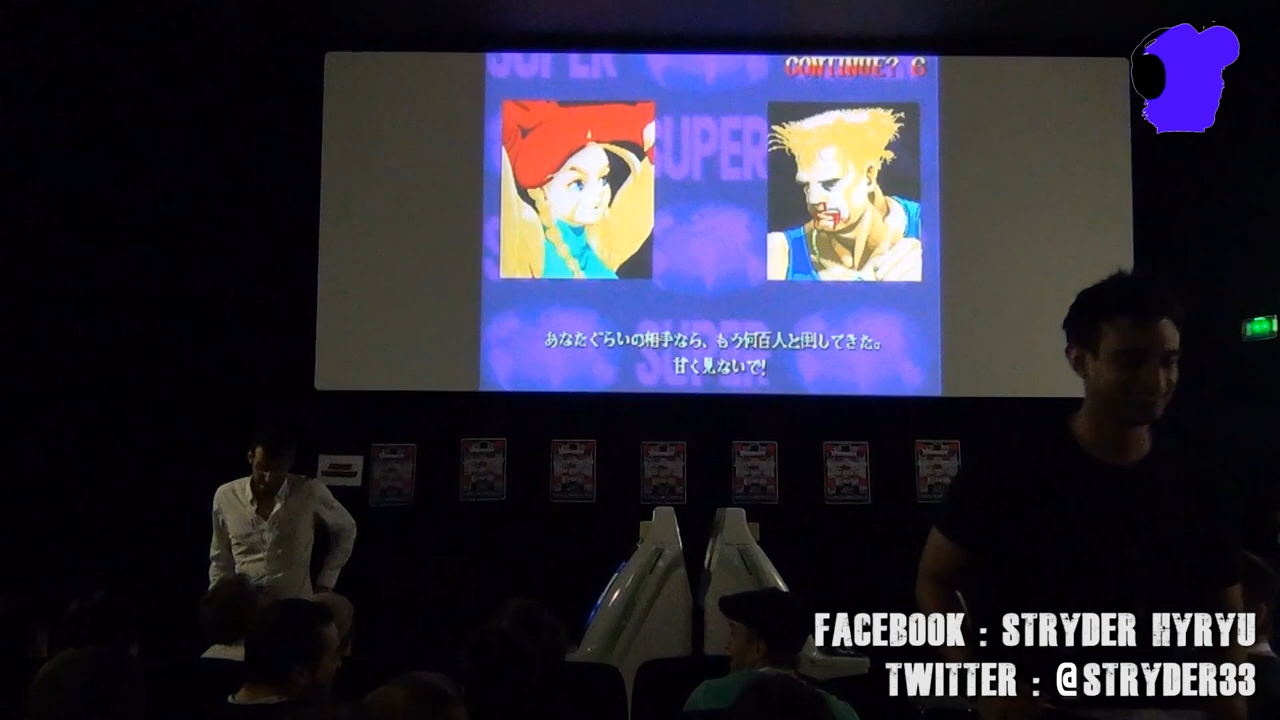 SUPER
CONTINUE? 6
SUPER
あなたぐらいの相手なら、もう何百人と倒してきた。
甘く見ないで!
SUPER
FACEBOOK : STRYDER HYRYU
TWITTER : @STRYDER33